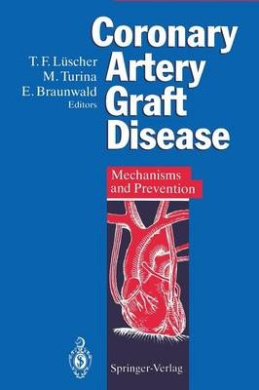 T. F. Lüscher
M. Turina
E. Braunwald
Editors
Coronary
Artery
Graft
Disease
Mechanisms
and Prevention
Springer-Verlag